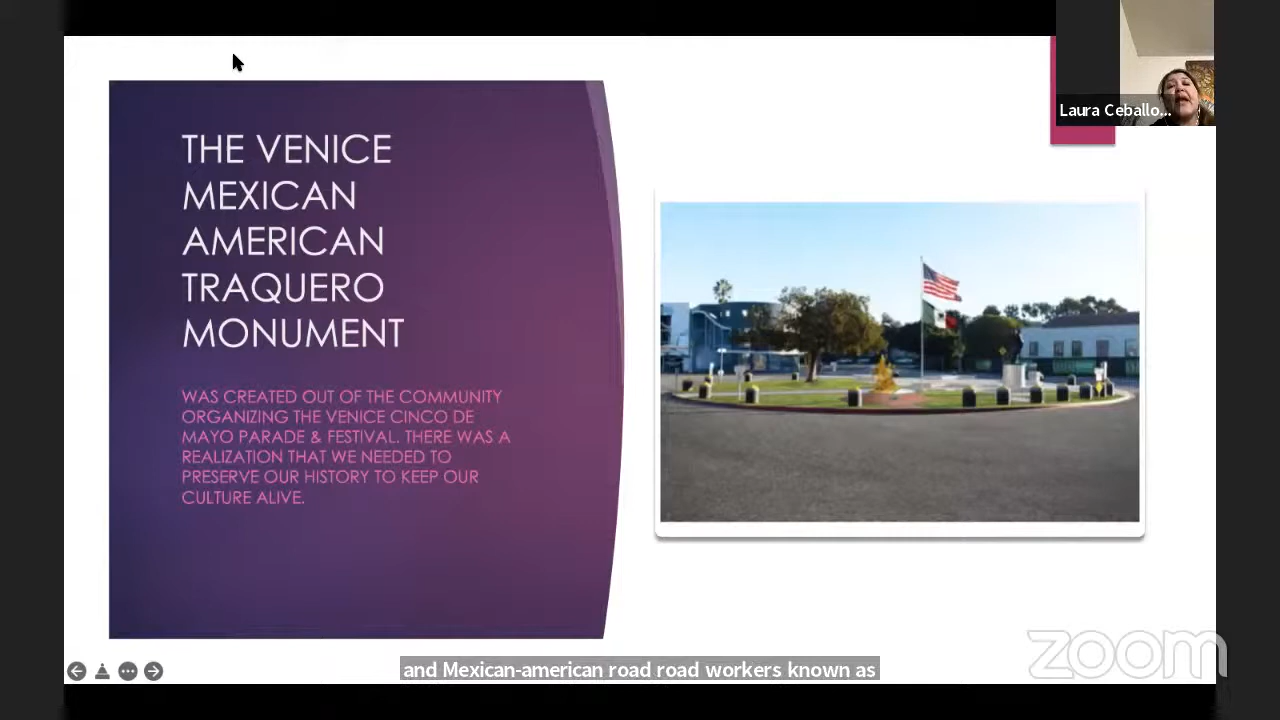 Laura Ceballo...
THE VENICE
MEXICAN
AMERICAN
TRAQUERO
MONUMENT
WAS CREATED OUT OF THE COMMUNITY
ORGANIZING THE VENICE CINCO DE
MAYO PARADE & FESTIVAL. THERE WAS A
REALIZATION THAT WE NEEDED TO
PRESERVE OUR HISTORY TO KEEP OUR
CULTURE ALIVE.
and Mexican-american road road workers known as
zoom